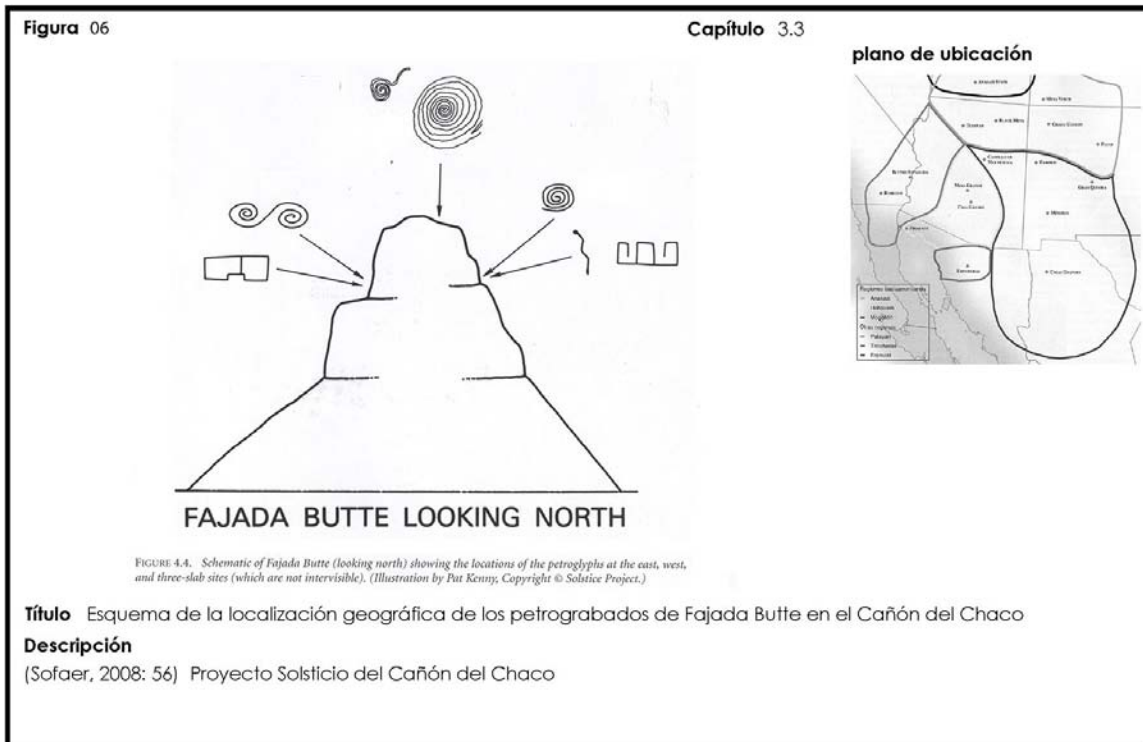 Figura 06
Capítulo 3.3
plano de ubicación
FAJADA BUTTE LOOKING NORTH
FIGURE 4.4. Schematic of Fajada Butte (looking north) showing the locations of the petroglyphs at the east, west,
and three-slab sites (which are not intervisible). (Illustration by Pat Kenny, Copyright © Solstice Project.)
Título Esquema de la localización geográfica de los petrograbados de Fajada Butte en el Cañón del Chaco
Descripción
(Sofaer, 2008: 56) Proyecto Solsticio del Cañón del Chaco